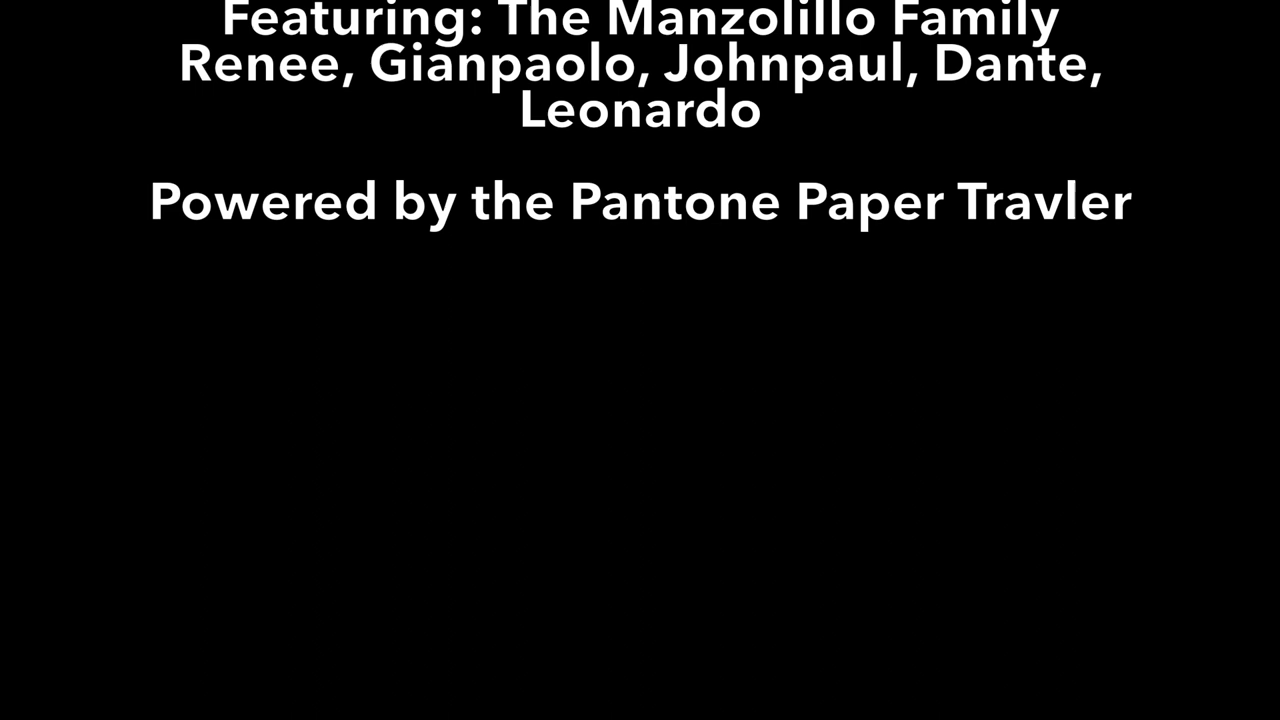 Featuring: The Manzolillo Family
Renee, Gianpaolo, Johnpaul, Dante,
Leonardo
Powered by the Pantone Paper Travler